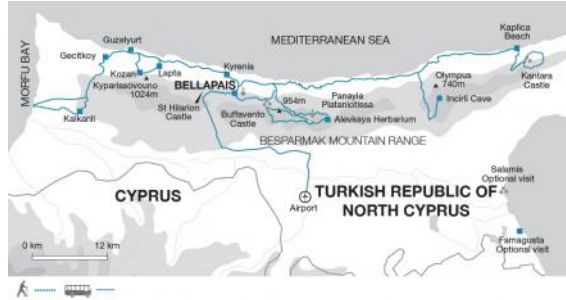 MEDITERRANEAN SEA
MORFU BAY
Guzelyurt
Gecitkoy
Kozan
Lapta
Kyparissovouno
1024m
Kyrenia
BELLAPAIS
St Hilarion
Castle
Buffavento
Castle
954m
Panayia
Plataniotissa
Alevkaya Herbarium
Olympus
740m
Incirli Cave
Kaplica
Beach
Kantara
Castle
Kalkanli
BESPARMAK MOUNTAIN RANGE
CYPRUS
Airport
TURKISH REPUBLIC OF
NORTH CYPRUS
Salamis
Optional visit
Famagusta
Optional visit
0 km
12 km